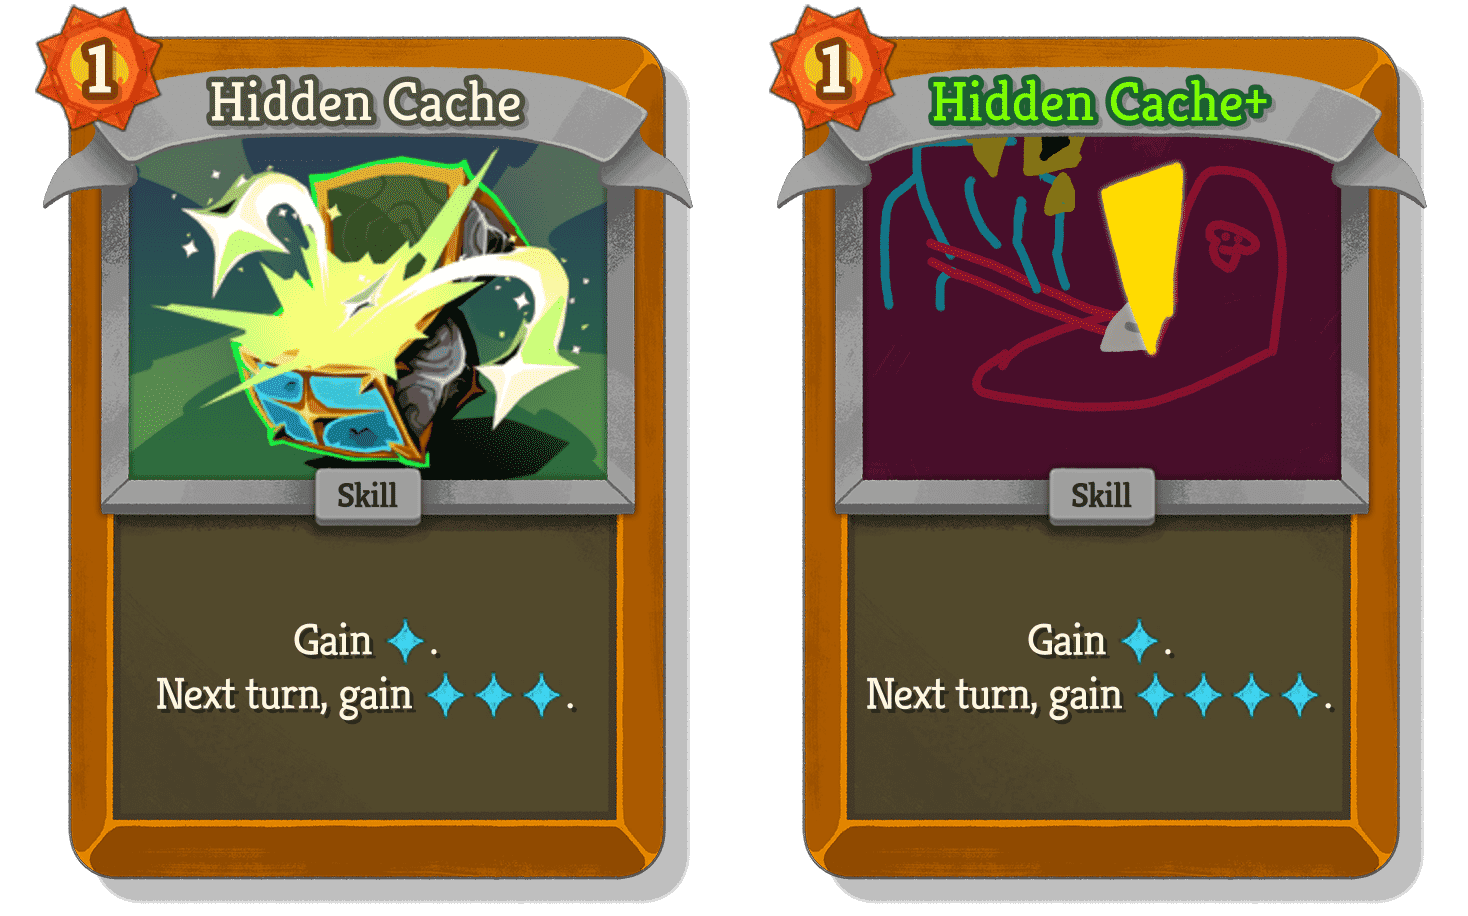 1
Hidden Cache
Skill
Gain .
Next turn, gain .
1
Hidden Cache+
Skill
Gain .
Next turn, gain .